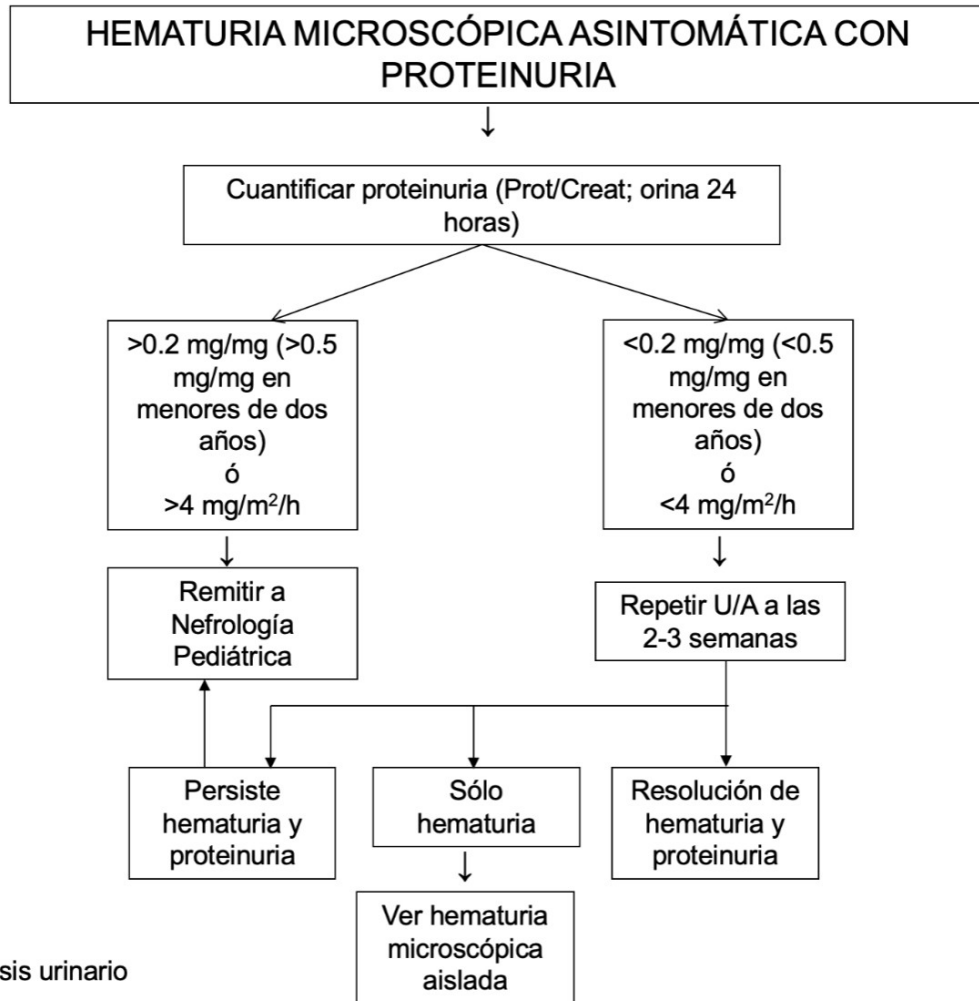 HEMATURIA MICROSCÓPICA ASINTOMÁTICA CON
PROTEINURIA
Cuantificar proteinuria (Prot/Creat; orina 24
horas)
>0.2 mg/mg (>0.5
mg/mg en
menores de dos
años)
ó
>4 mg/m²/h
<0.2 mg/mg (<0.5
mg/mg en
menores de dos
años)
ó
<4 mg/m²/h
Remitir a
Nefrología
Pediátrica
Repetir U/A a las
2-3 semanas
Persiste
hematuria y
proteinuria
Sólo
hematuria
Resolución de
hematuria y
proteinuria
Ver hematuria
microscópica
aislada
sis urinario